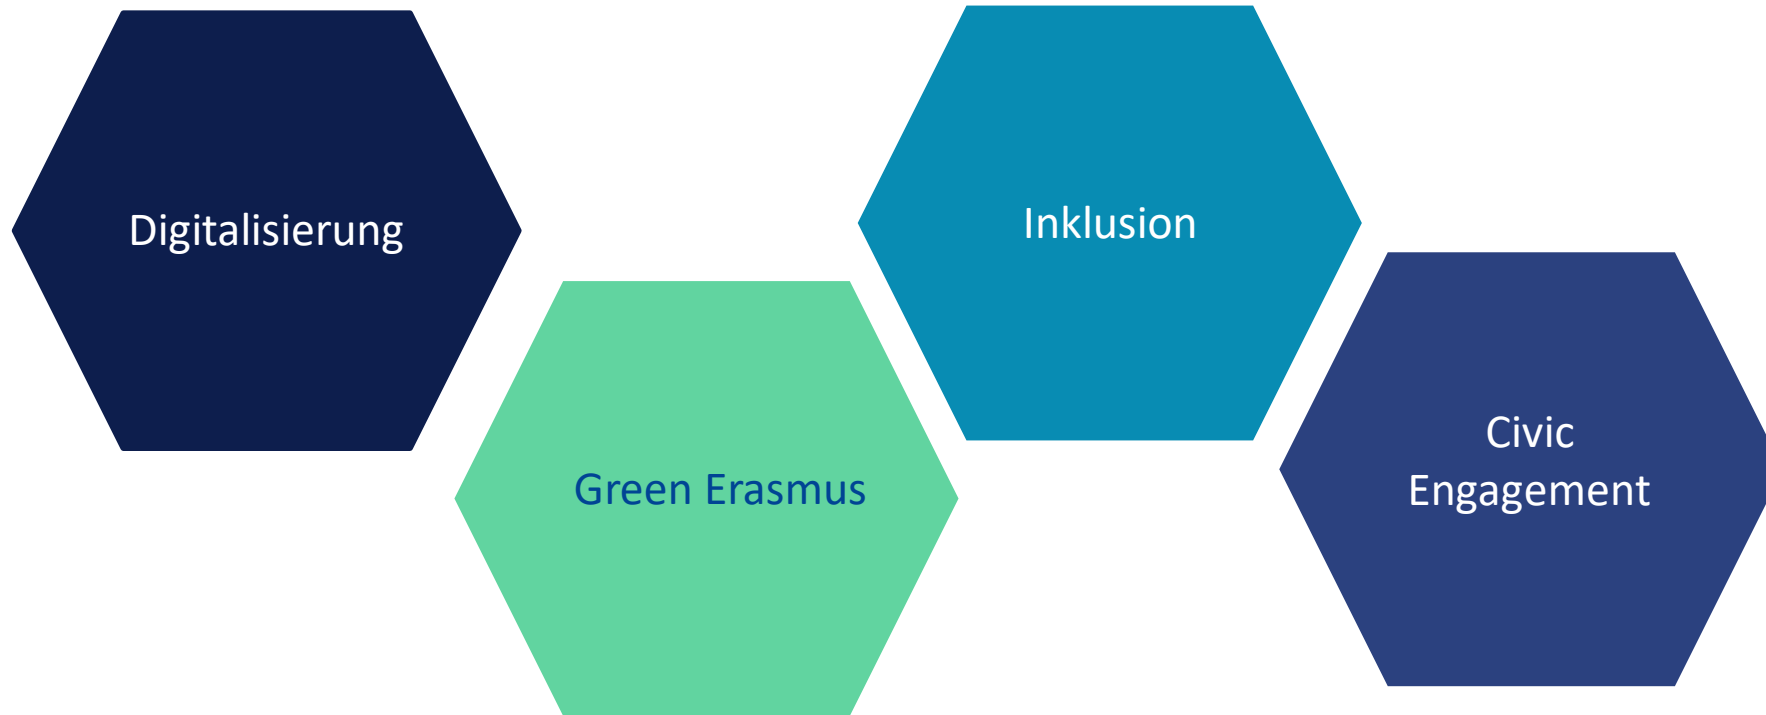 Digitalisierung
Green Erasmus
Inklusion
Civic
Engagement